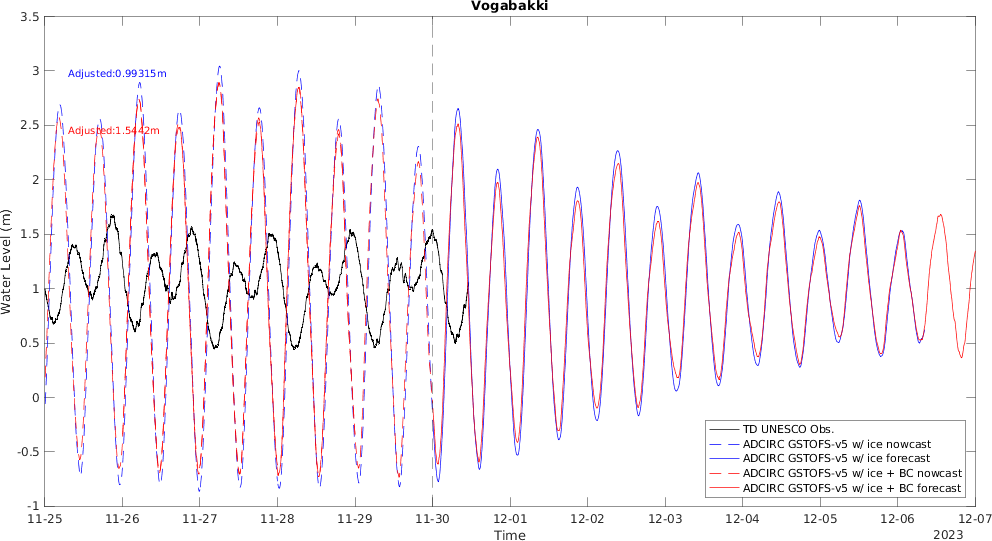 Vogabakki
3.5
3
2.5
2
1.5
1
0.5
0
-0.5
-1
Water Level (m)
Adjusted:0.99315m
Adjusted:1.5442m
TD UNESCO Obs.
ADCIRC GSTOFS-v5 w/ ice nowcast
ADCIRC GSTOFS-v5 w/ ice forecast
ADCIRC GSTOFS-v5 w/ ice + BC nowcast
ADCIRC GSTOFS-v5 w/ ice + BC forecast
11-25 11-26 11-27 11-28 11-29 11-30 12-01 12-02 12-03 12-04 12-05 12-06 12-07
Time
2023